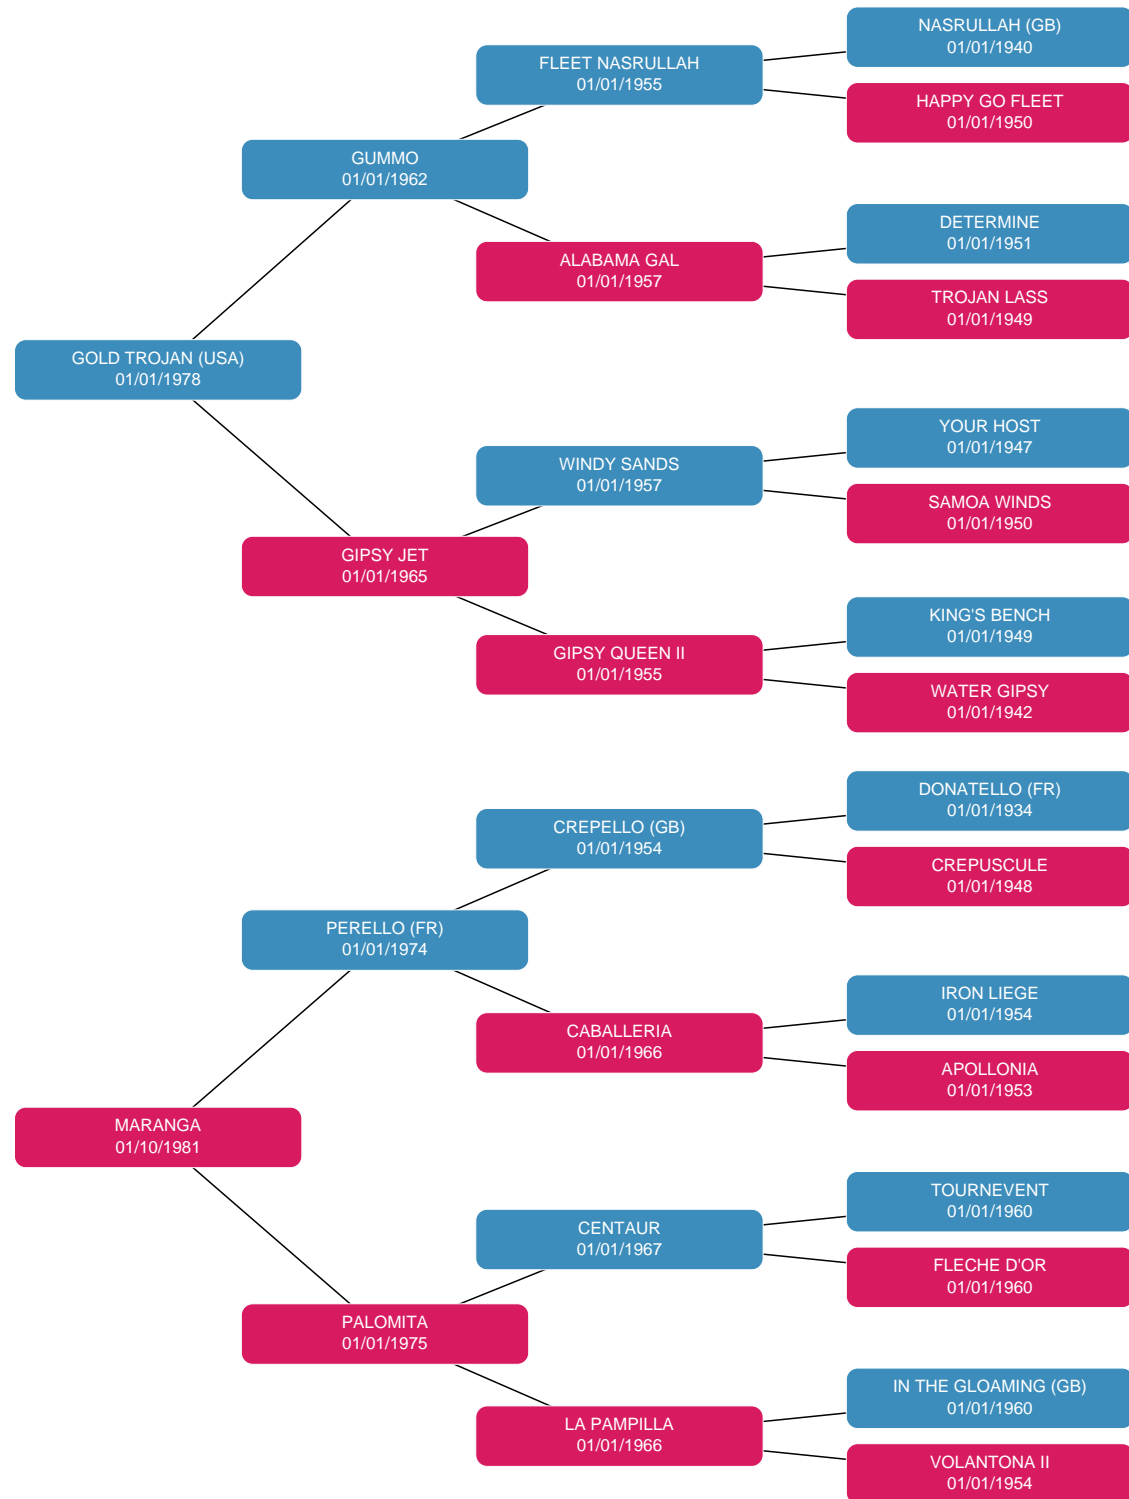 NASRULLAH (GB)
01/01/1940
FLEET NASRULLAH
01/01/1955
HAPPY GO FLEET
01/01/1950
GUMMO
01/01/1962
DETERMINE
01/01/1951
ALABAMA GAL
01/01/1957
TROJAN LASS
01/01/1949
GOLD TROJAN (USA)
01/01/1978
YOUR HOST
01/01/1947
WINDY SANDS
01/01/1957
SAMOA WINDS
01/01/1950
GIPSY JET
01/01/1965
KING'S BENCH
01/01/1949
GIPSY QUEEN II
01/01/1955
WATER GIPSY
01/01/1942
DONATELLO (FR)
01/01/1934
CREPELLO (GB)
01/01/1954
CREPUSCULE
01/01/1948
PERELLO (FR)
01/01/1974
IRON LIEGE
01/01/1954
CABALLERIA
01/01/1966
APOLLONIA
01/01/1953
MARANGA
01/10/1981
TOURNEVENT
01/01/1960
CENTAUR
01/01/1967
FLECHE D'OR
01/01/1960
PALOMITA
01/01/1975
IN THE GLOAMING (GB)
01/01/1960
LA PAMPILLA
01/01/1966
VOLANTONA II
01/01/1954